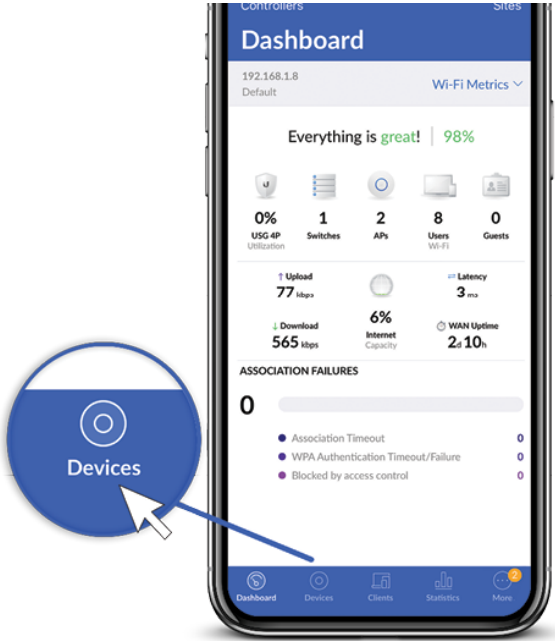 Controllers Sites
Dashboard
192.168.1.8
Default
Wi-Fi Metrics
Everything is great! 98%
0% 1 2 8 0
USG 4P Switches APs Users Guests
Utilization Wi-Fi
↑ Upload
77 kbps
Latency
3 ms
↓ Download
565 kbps
6%
Internet
Capacity
WAN Uptime
2d 10h
ASSOCIATION FAILURES
0
Association Timeout 0
WPA Authentication Timeout/Failure 0
Blocked by access control 0
Devices
2
Dashboard Devices Clients Statistics More